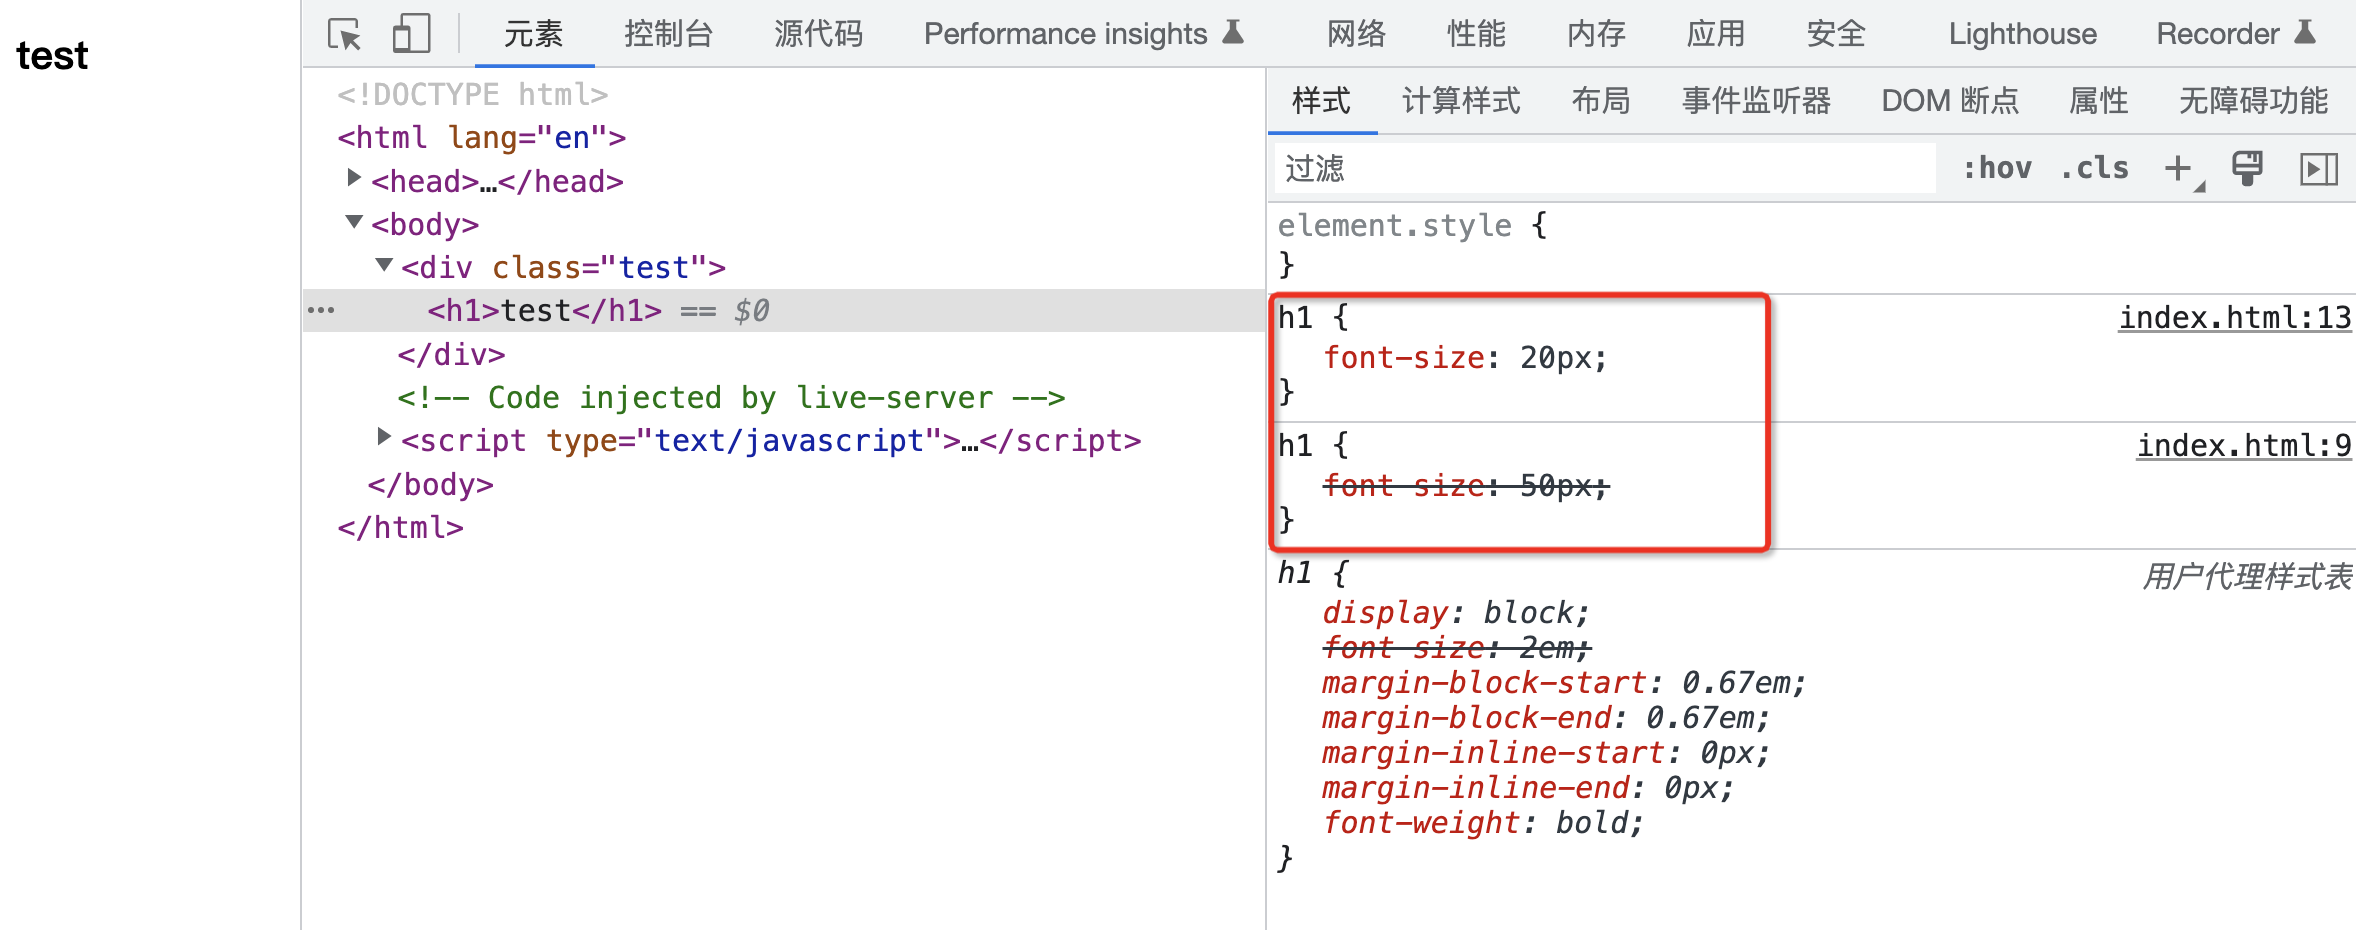 test
元素 控制台 源代码 Performance insights 网络 性能 内存 应用 安全 Lighthouse Recorder
<!DOCTYPE html>
<html lang="en">
<head>…</head>
<body>
<div class="test">
<h1>test</h1> == $0
</div>
<!-- Code injected by live-server -->
<script type="text/javascript">…</script>
</body>
</html>
样式 计算样式 布局 事件监听器 DOM 断点 属性 无障碍功能
过滤 :hov .cls +
element.style {
}
h1 { index.html:13
font-size: 20px;
}
h1 { index.html:9
font-size: 50px;
}
h1 { 用户代理样式表
display: block;
font-size: 2em;
margin-block-start: 0.67em;
margin-block-end: 0.67em;
margin-inline-start: 0px;
margin-inline-end: 0px;
font-weight: bold;
}